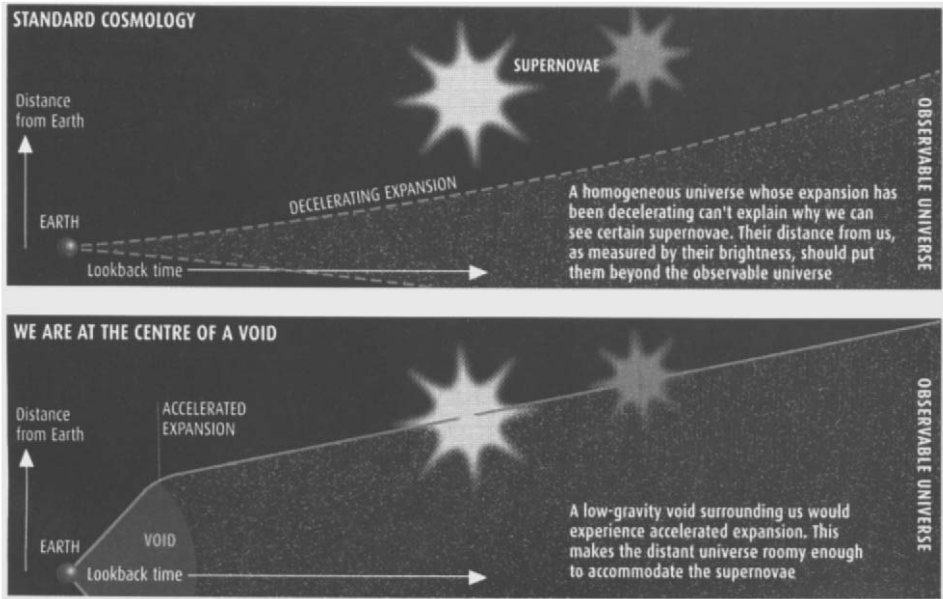 STANDARD COSMOLOGY
SUPERNOVAE
Distance
from Earth
DECELERATING EXPANSION
EARTH
Lookback time
A homogeneous universe whose expansion has
been decelerating can't explain why we can
see certain supernovae. Their distance from us,
as measured by their brightness, should put
them beyond the observable universe
OBSERVABLE UNIVERSE
WE ARE AT THE CENTRE OF A VOID
Distance
from Earth
ACCELERATED
EXPANSION
EARTH
VOID
Lookback time
A low-gravity void surrounding us would
experience accelerated expansion. This
makes the distant universe roomy enough
to accommodate the supernovae
OBSERVABLE UNIVERSE